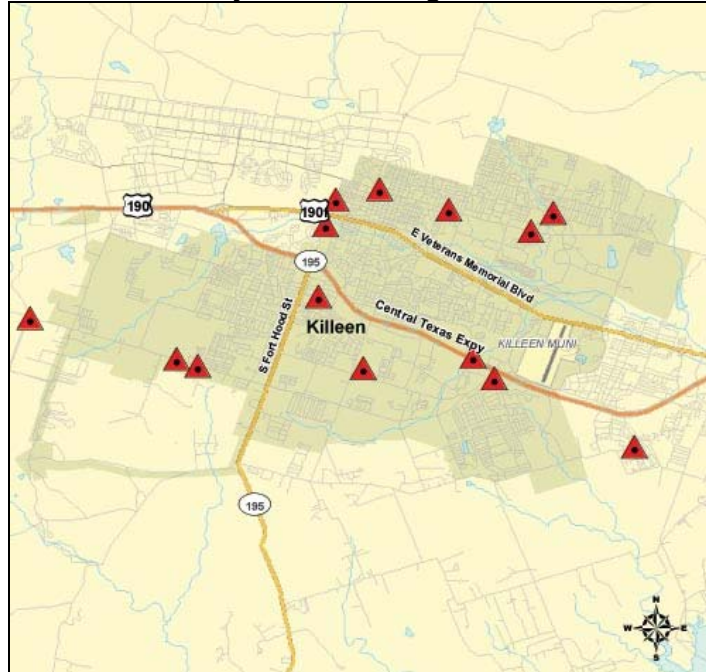 190
190
E Veterans Memorial Blvd
195
S Fort Hood St
Killeen
Central Texas Expy
KILLEEN MUNI
195
N
W
E
S